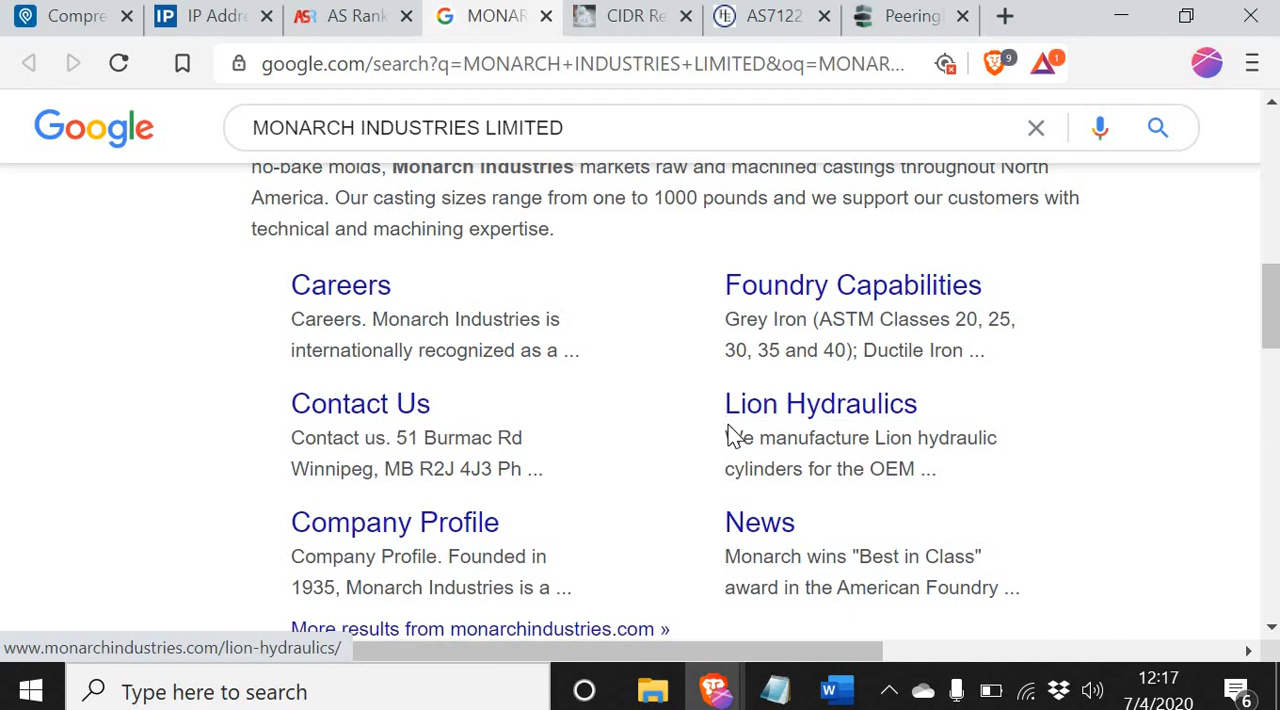 Compre
IP IP Addre
ASR AS Rank
G MONAR
CIDR Re
HE AS7122
Peering
google.com/search?q=MONARCH+INDUSTRIES+LIMITED&oq=MONAR...
9
1
Google
MONARCH INDUSTRIES LIMITED
no-bake molds, Monarch Industries markets raw and machined castings throughout North
America. Our casting sizes range from one to 1000 pounds and we support our customers with
technical and machining expertise.
Careers
Careers. Monarch Industries is
internationally recognized as a ...
Foundry Capabilities
Grey Iron (ASTM Classes 20, 25,
30, 35 and 40); Ductile Iron ...
Contact Us
Contact us. 51 Burmac Rd
Winnipeg, MB R2J 4J3 Ph ...
Lion Hydraulics
We manufacture Lion hydraulic
cylinders for the OEM ...
Company Profile
Company Profile. Founded in
1935, Monarch Industries is a ...
News
Monarch wins "Best in Class"
award in the American Foundry ...
More results from monarchindustries.com »
www.monarchindustries.com/lion-hydraulics/
Type here to search
W
12:17
7/4/2020
6